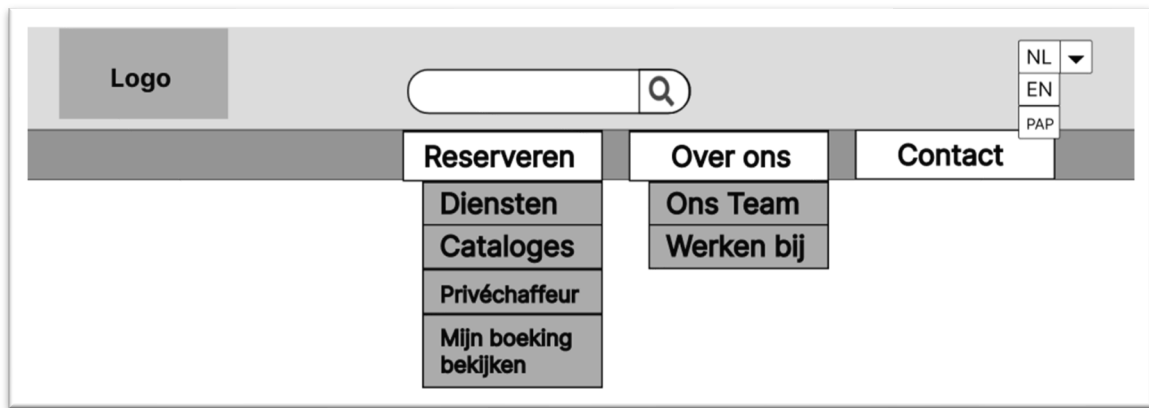 Logo
NL
EN
PAP
Reserveren
Over ons
Contact
Diensten
Cataloges
Privéchaffeur
Mijn boeking
bekijken
Ons Team
Werken bij